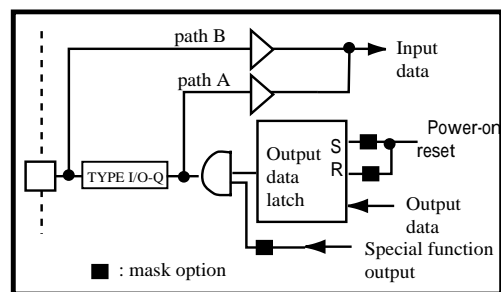 path B
Input
data
path A
Power-on
reset
S
R
Output
data
latch
TYPE I/O-Q
Output
data
Special function
output
: mask option